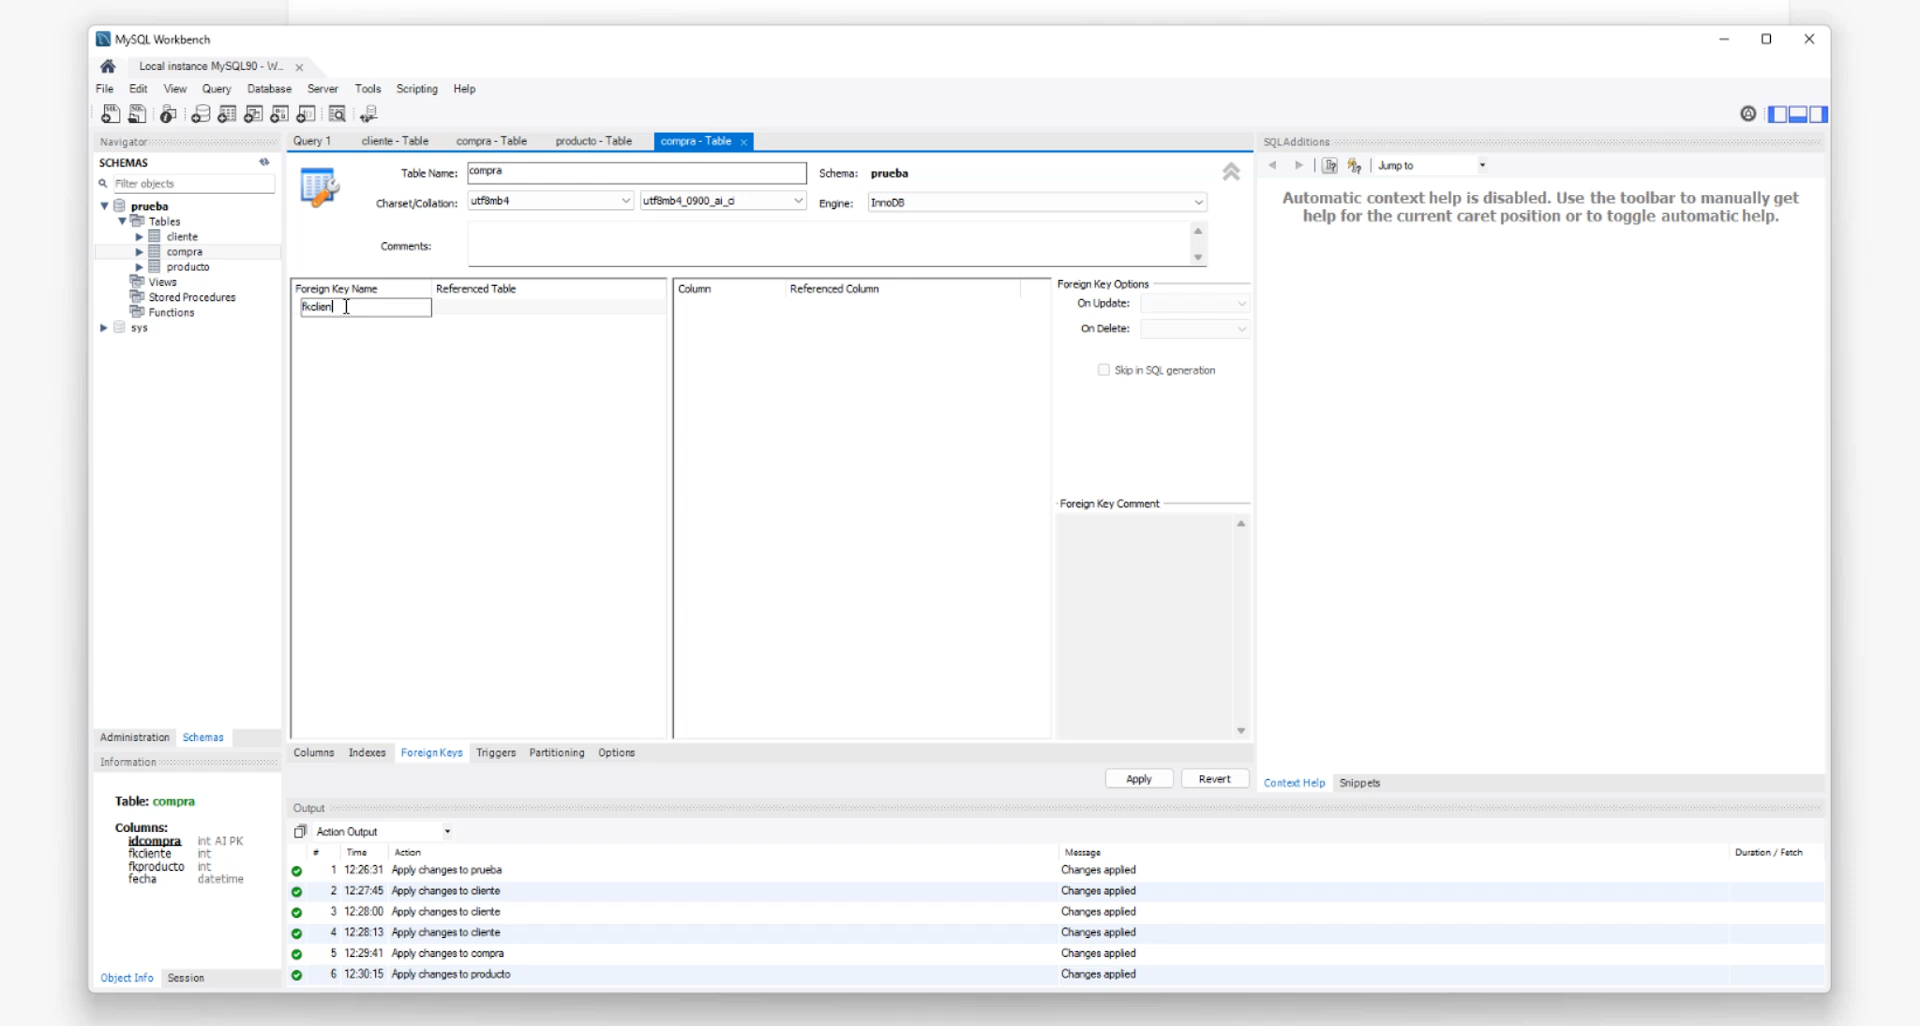 MySQL Workbench
Local instance MySQL90 - W...
File Edit View Query Database Tools Server Scripting Help
Navigator
SCHEMAS
Filter objects
prueba
Tables
cliente
compra
producto
Views
Stored Procedures
Functions
sys
Administration Schemas
Information
Table: compra
Columns:
idcompra int AI PK
fkcliente int
fkproducto int
fecha datetime
Object Info Session
Query 1 cliente - Table compra - Table producto - Table compra - Table
Table Name: compra Schema: prueba
Charset/Collation: utf8mb4 utf8mb4_0900_ai_ci Engine: InnoDB
Comments:
Foreign Key Name Referenced Table
fkclien
Column Referenced Column
Foreign Key Options
On Update:
On Delete:
Skip in SQL generation
Foreign Key Comment
Columns Indexes Foreign Keys Triggers Partitioning Options
Apply Revert
Output
Action Output
# Time Action Message Duration / Fetch
1 12:26:31 Apply changes to prueba Changes applied
2 12:27:45 Apply changes to cliente Changes applied
3 12:28:00 Apply changes to cliente Changes applied
4 12:28:13 Apply changes to cliente Changes applied
5 12:29:41 Apply changes to compra Changes applied
6 12:30:15 Apply changes to producto Changes applied
SQLAdditions
Jump to
Automatic context help is disabled. Use the toolbar to manually get
help for the current caret position or to toggle automatic help.
Context Help Snippets